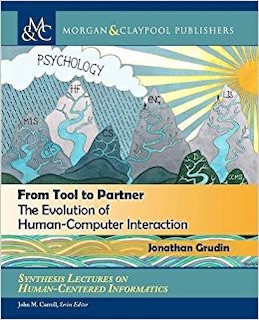 M&C
MORGAN & CLAYPOOL PUBLISHERS
PSYCHOLOGY
HF
MIS
ENG
LIS
CS
From Tool to Partner
The Evolution of
Human-Computer Interaction
Jonathan Grudin
SYNTHESIS LECTURES ON
HUMAN-CENTERED INFORMATICS
John M. Carroll, Series Editor